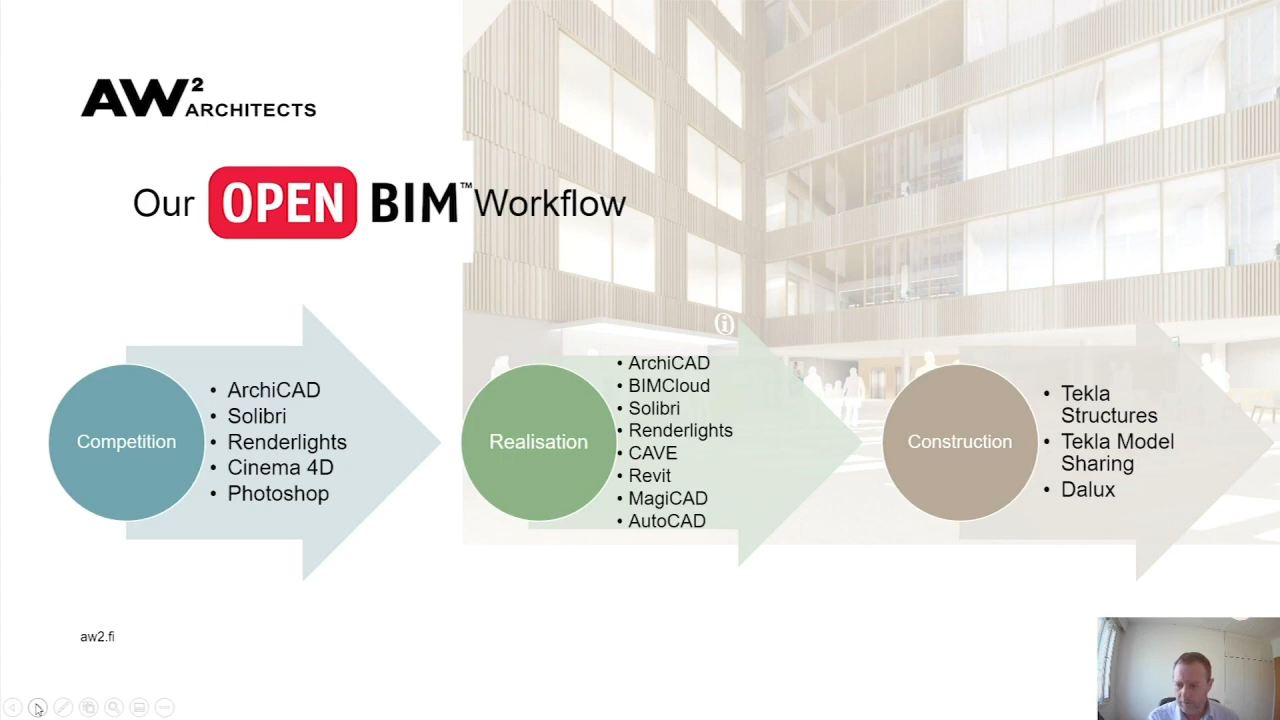 AW² ARCHITECTS
Our OPEN BIM™ Workflow
Competition
• ArchiCAD
• Solibri
• Renderlights
• Cinema 4D
• Photoshop
Realisation
• ArchiCAD
• BIMCloud
• Solibri
• Renderlights
• CAVE
• Revit
• MagiCAD
• AutoCAD
Construction
• Tekla
Structures
• Tekla Model
Sharing
• Dalux
aw2.fi